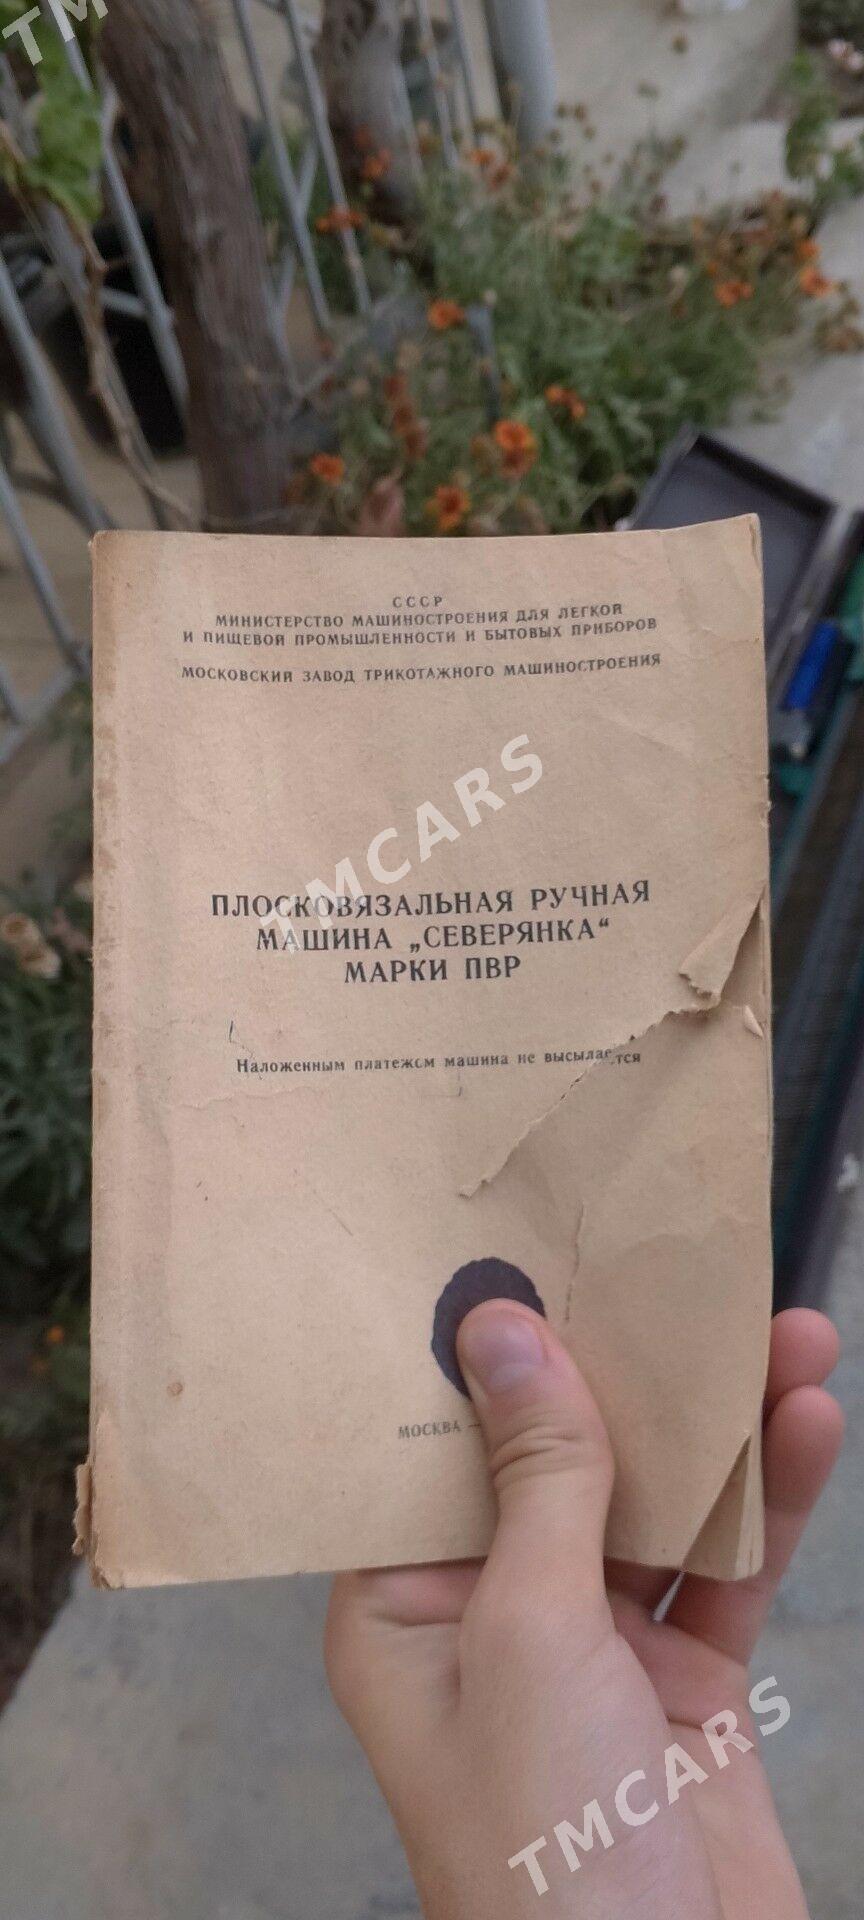 TM
СССР
МИНИСТЕРСТВО МАШИНОСТРОЕНИЯ ДЛЯ ЛЕГКОЙ
И ПИЩЕВОЙ ПРОМЫШЛЕННОСТИ И БЫТОВЫХ ПРИБОРОВ
МОСКОВСКИЙ ЗАВОД ТРИКОТАЖНОГО МАШИНОСТРОЕНИЯ
TMCARS
ПЛОСКОВЯЗАЛЬНАЯ РУЧНАЯ
МАШИНА „СЕВЕРЯНКА“
МАРКИ ПВР
Наложенным платежом машина не высылается
МОСКВА —
TMCARS